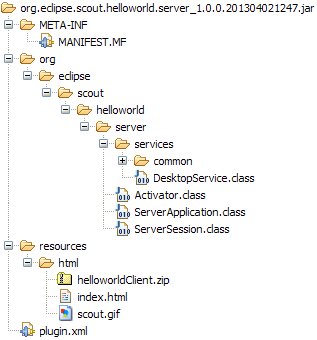 org.eclipse.scout.helloworld.server_1.0.0.201304021247.jar
META-INF
MANIFEST.MF
org
eclipse
scout
helloworld
server
services
common
DesktopService.class
Activator.class
ServerApplication.class
ServerSession.class
resources
html
helloworldClient.zip
index.html
scout.gif
plugin.xml